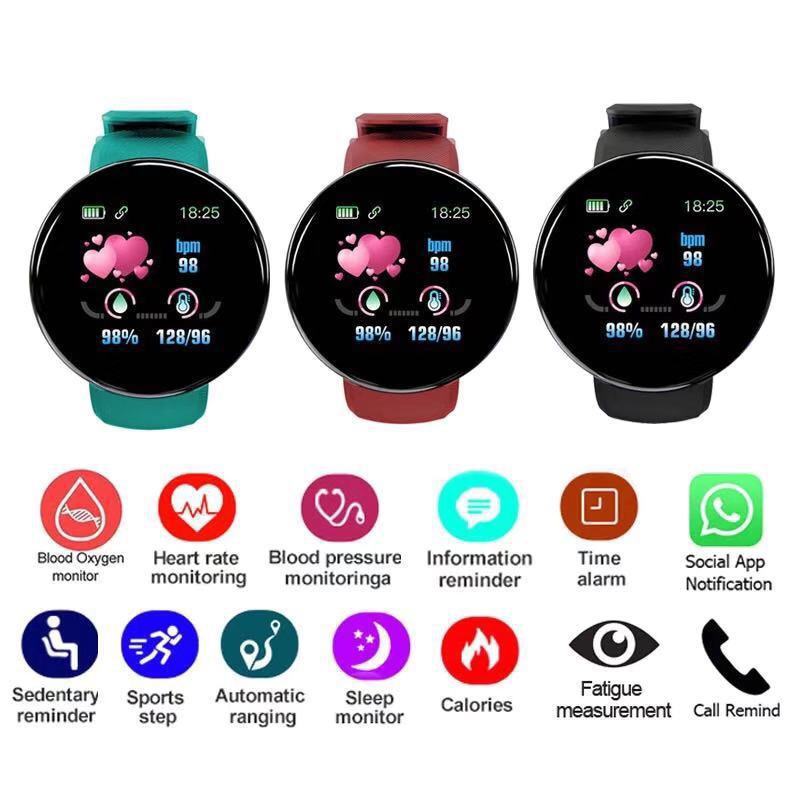 18:25
bpm
98
98% 128/96
18:25
bpm
98
98% 128/96
18:25
bpm
98
98% 128/96
Blood Oxygen
monitor
Heart rate
monitoring
Blood pressure
monitoringa
Information
reminder
Time
alarm
Social App
Notification
Sedentary
reminder
Sports
step
Automatic
ranging
Sleep
monitor
Calories
Fatigue
measurement
Call Remind